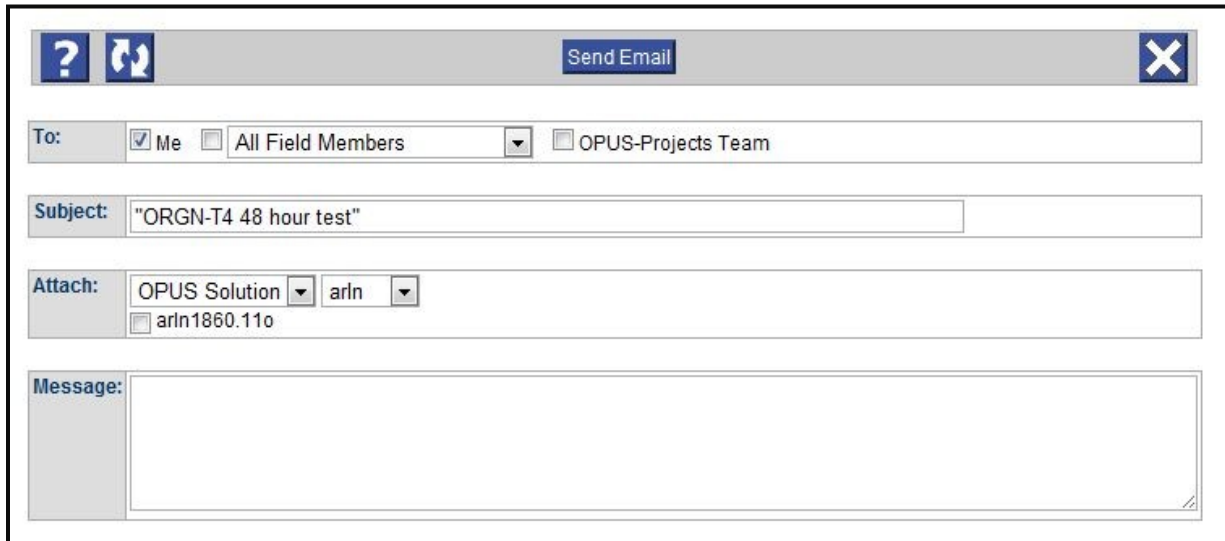 ? Send Email X
To: Me All Field Members OPUS-Projects Team
Subject: "ORGN-T4 48 hour test"
Attach: OPUS Solution arln
arln1860.11o
Message: